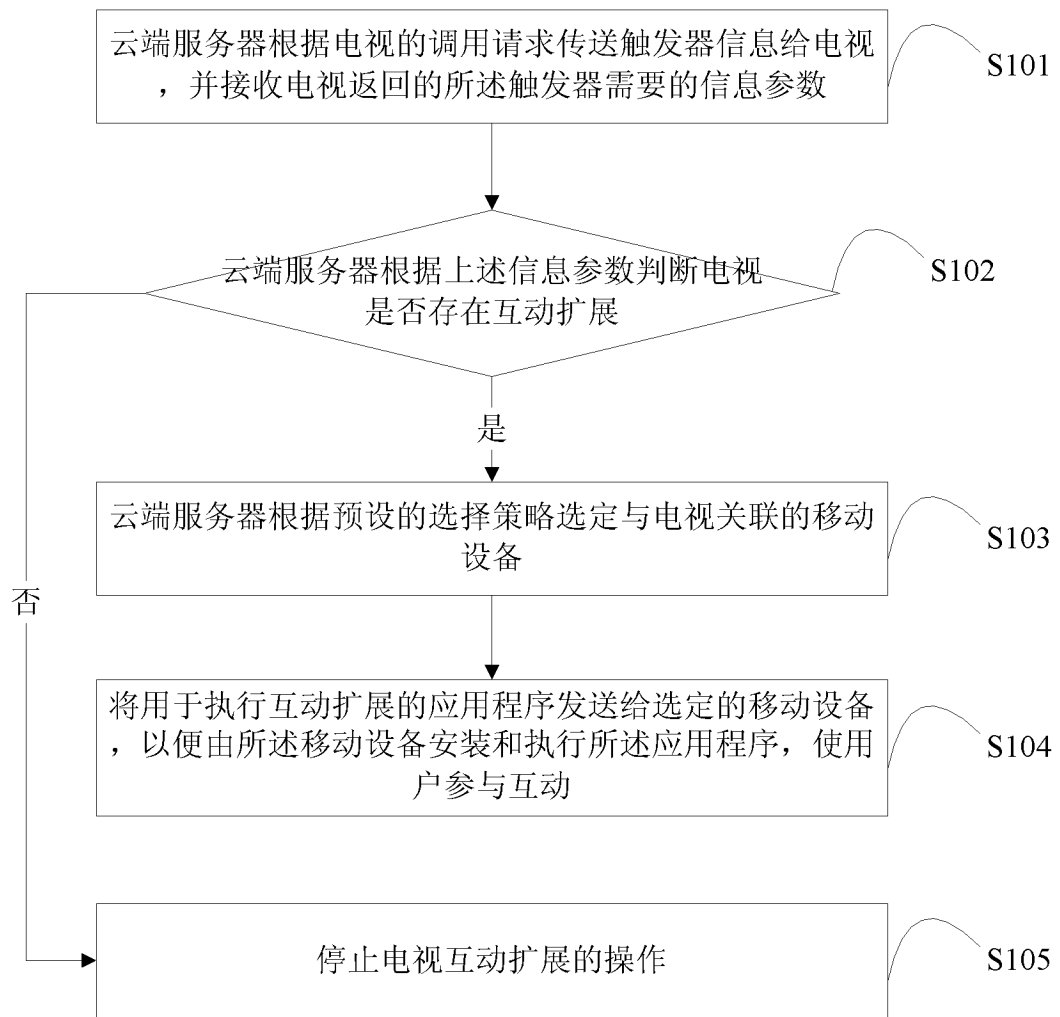 云端服务器根据电视的调用请求传送触发器信息给电视
，并接收电视返回的所述触发器需要的信息参数
S101
云端服务器根据上述信息参数判断电视
是否存在互动扩展
S102
是
云端服务器根据预设的选择策略选定与电视关联的移动
设备
S103
否
将用于执行互动扩展的应用程序发送给选定的移动设备
，以便由所述移动设备安装和执行所述应用程序，使用
户参与互动
S104
停止电视互动扩展的操作
S105